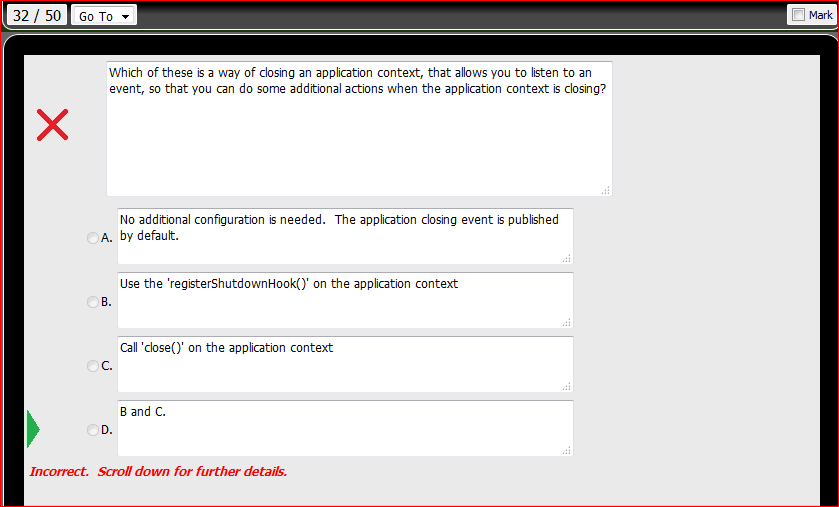 32 / 50 Go To Mark
Which of these is a way of closing an application context, that allows you to listen to an
event, so that you can do some additional actions when the application context is closing?
A. No additional configuration is needed.  The application closing event is published
by default.
B. Use the 'registerShutdownHook()' on the application context
C. Call 'close()' on the application context
D. B and C.
Incorrect.  Scroll down for further details.